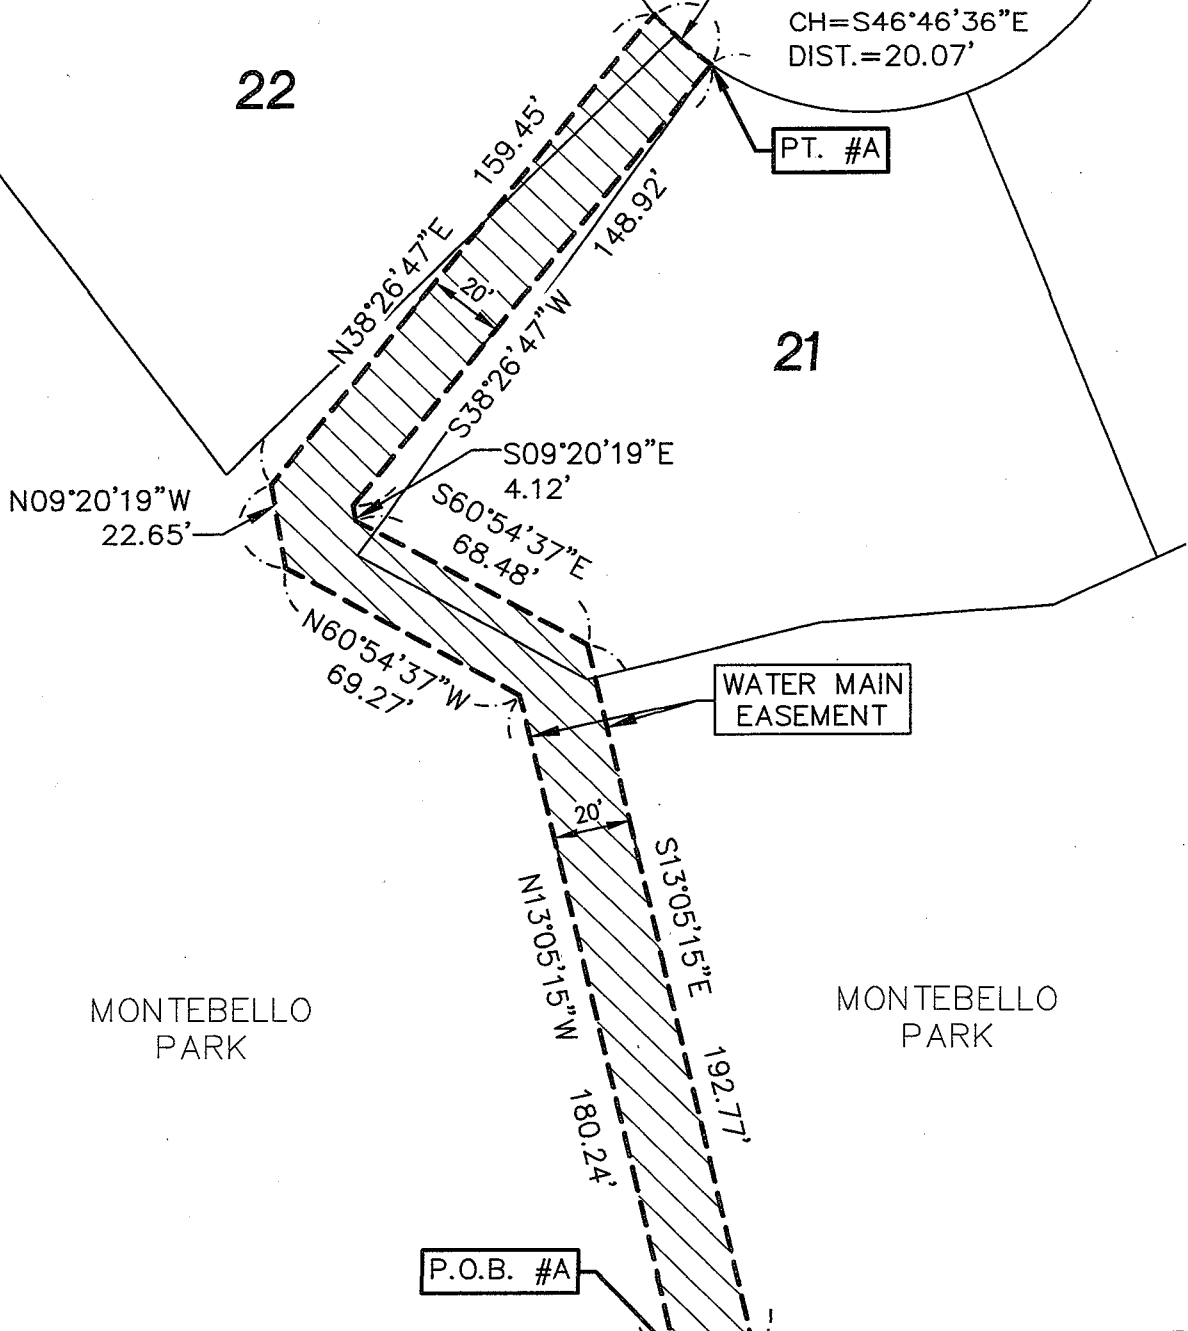 CH=S46°46'36"E
DIST.=20.07'
22
PT. #A
159.45'
148.92'
N38°26'47"E
20'
S38°26'47"W
21
S09°20'19"E
4.12'
N09°20'19"W
22.65'
S60°54'37"E
68.48'
N60°54'37"W
69.27'
WATER MAIN
EASEMENT
20'
S13°05'15"E
192.77'
N13°05'15"W
180.24'
MONTEBELLO
PARK
MONTEBELLO
PARK
P.O.B. #A